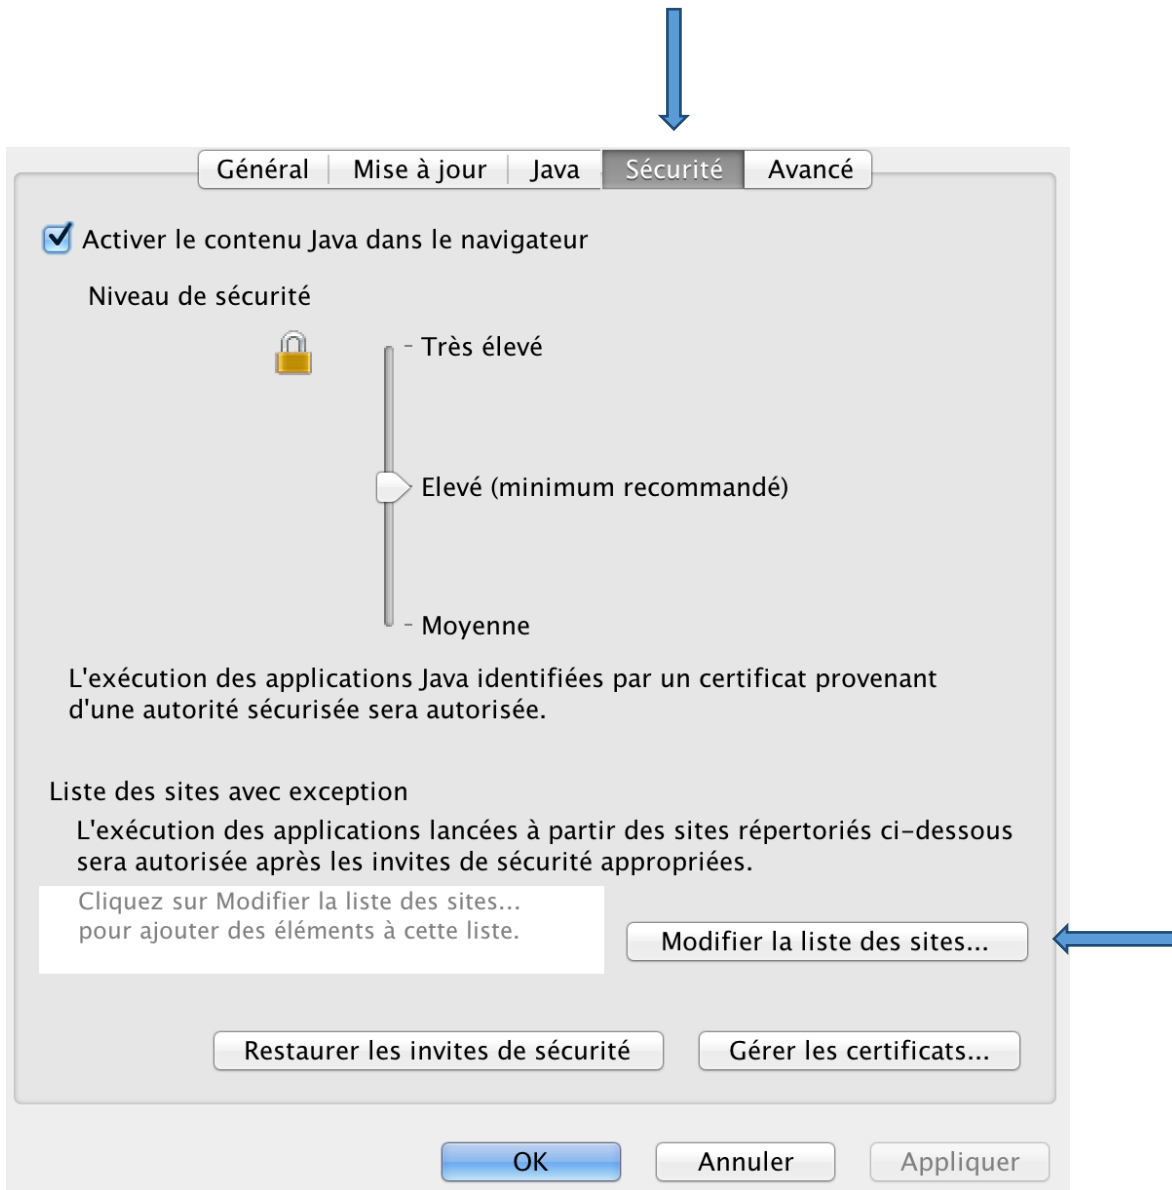 Général Mise à jour Java Sécurité Avancé
Activer le contenu Java dans le navigateur
Niveau de sécurité
- Très élevé
Elevé (minimum recommandé)
- Moyenne
L'exécution des applications Java identifiées par un certificat provenant
d'une autorité sécurisée sera autorisée.
Liste des sites avec exception
L'exécution des applications lancées à partir des sites répertoriés ci-dessous
sera autorisée après les invites de sécurité appropriées.
Cliquez sur Modifier la liste des sites...
pour ajouter des éléments à cette liste.
Modifier la liste des sites...
Restaurer les invites de sécurité Gérer les certificats...
OK Annuler Appliquer